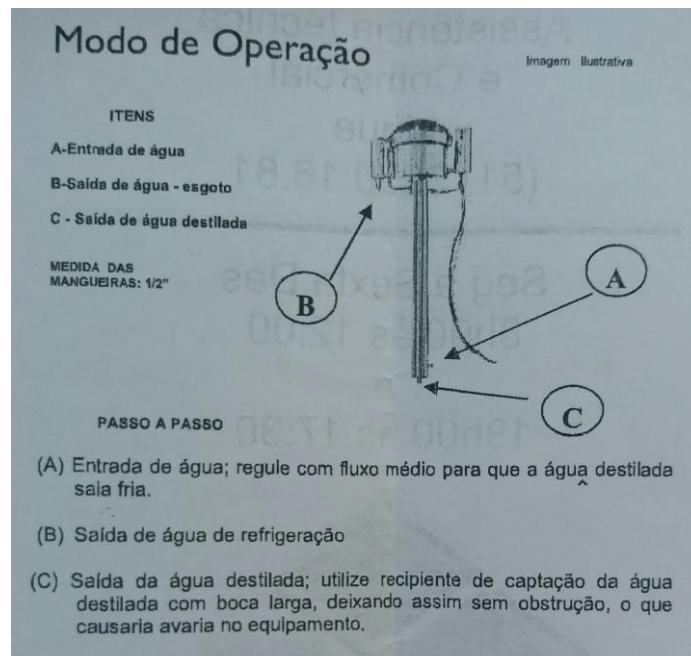 Modo de Operação
Imagem Ilustrativa
ITENS
A-Entrada de água
B-Saída de água - esgoto
C - Saída de água destilada
MEDIDA DAS
MANGUEIRAS: 1/2"
B
A
C
PASSO A PASSO
(A) Entrada de água; regule com fluxo médio para que a água destilada
saia fria.
(B) Saída de água de refrigeração
(C) Saída da água destilada; utilize recipiente de captação da água
destilada com boca larga, deixando assim sem obstrução, o que
causaria avaria no equipamento.